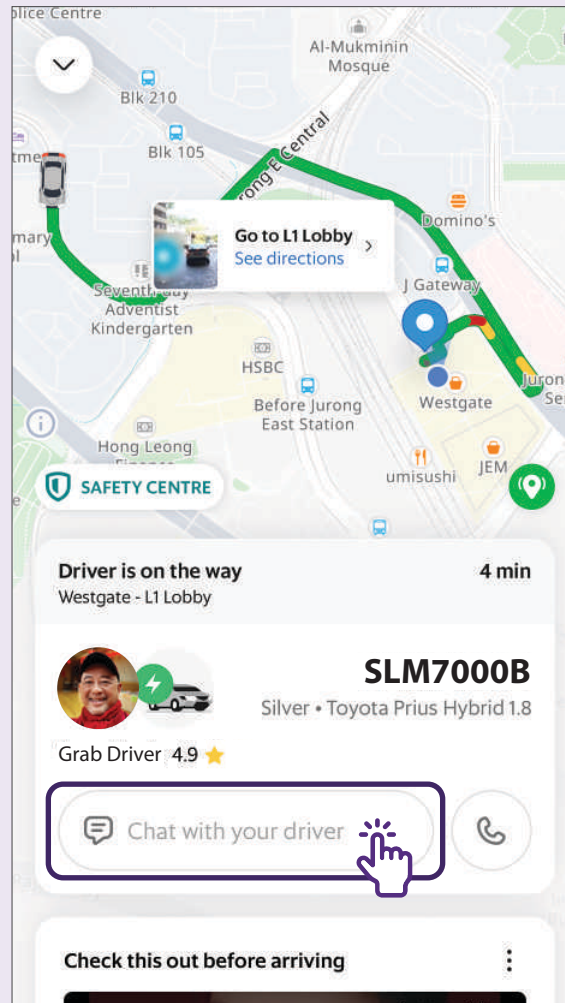 olice Centre
Al-Mukminin
Mosque
Blk 210
Blk 105
Jurong E Central
tme
Domino's
Go to L1 Lobby
See directions
mary
ol
J Gateway
Seventh-day
Adventist
Kindergarten
HSBC
Before Jurong
East Station
Westgate
Juron
Se
Hong Leong
Finance
umisushi
JEM
SAFETY CENTRE
Driver is on the way
4 min
Westgate - L1 Lobby
SLM7000B
Silver • Toyota Prius Hybrid 1.8
Grab Driver 4.9
Chat with your driver
Check this out before arriving